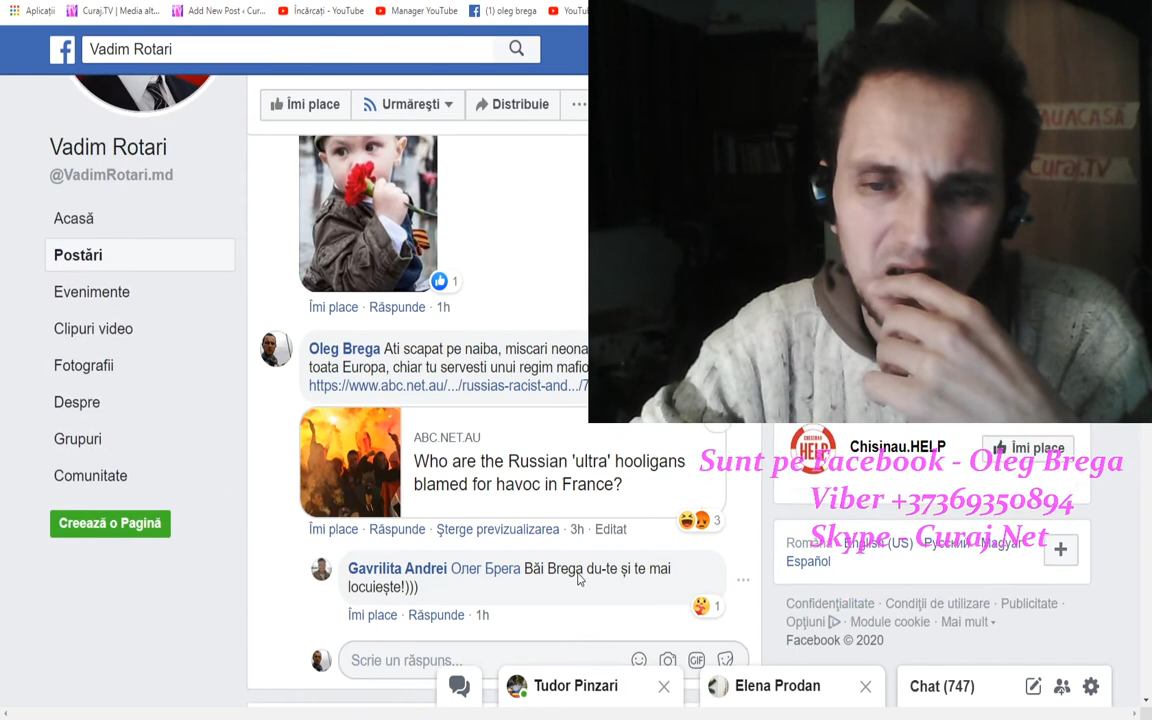 Aplicații
Curaj.TV | Media alt...
Add New Post ‹ Cur...
Încărcați - YouTube
Manager YouTube
(1) oleg brega
YouTu
Vadim Rotari
Îmi place
Urmărești
Distribuie
...
Vadim Rotari
@VadimRotari.md
Acasă
Postări
Evenimente
Clipuri video
Fotografii
Despre
Grupuri
Comunitate
Creează o Pagină
1
Îmi place · Răspunde · 1h
Oleg Brega Ati scapat pe naiba, miscari neona
toata Europa, chiar tu servesti unui regim mafio
https://www.abc.net.au/.../russias-racist-and.../7
ABC.NET.AU
Who are the Russian 'ultra' hooligans
blamed for havoc in France?
3
Îmi place · Răspunde · Șterge previzualizarea · 3h · Editat
Gavrilita Andrei Олег Брега Băi Brega du-te și te mai
locuiește!)))
1
Îmi place · Răspunde · 1h
Scrie un răspuns...
GIF
AUACASĂ
Curaj.TV
HELP
Chisinau.HELP
Îmi place
Sunt pe Facebook - Oleg Brega
Viber +37369350894
Skype - Curaj.Net
Română · English (US) · Русский · Magyar
Español
Confidențialitate · Condiții de utilizare · Publicitate ·
Opțiuni · Module cookie · Mai mult
Facebook © 2020
Tudor Pinzari
Elena Prodan
Chat (747)